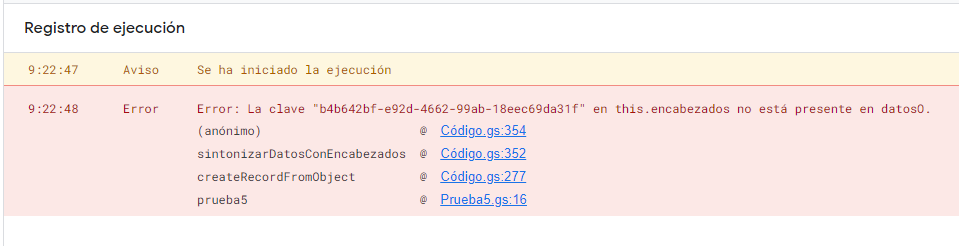 Registro de ejecución
9:22:47 Aviso Se ha iniciado la ejecución
9:22:48 Error Error: La clave "b4b642bf-e92d-4662-99ab-18eec69da31f" en this.encabezados no está presente en datosO.
(anónimo) @ Código.gs:354
sintonizarDatosConEncabezados @ Código.gs:352
createRecordFromObject @ Código.gs:277
prueba5 @ Prueba5.gs:16